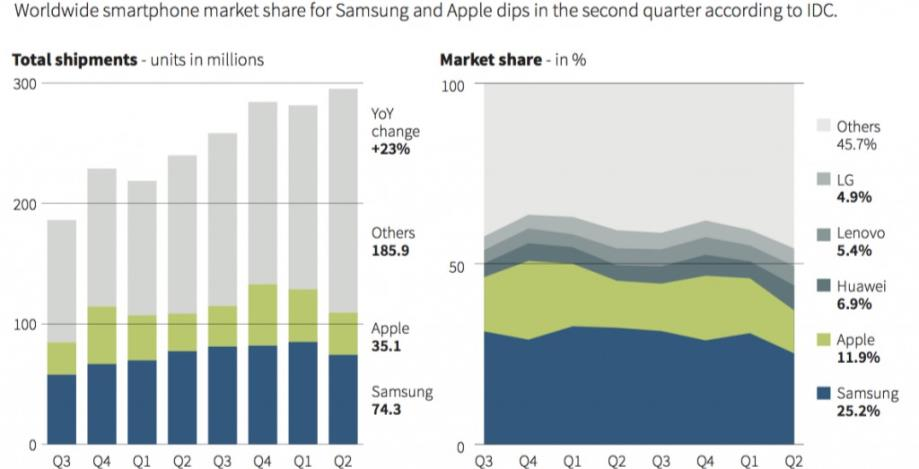 Worldwide smartphone market share for Samsung and Apple dips in the second quarter according to IDC.
Total shipments - units in millions
300
200
100
0
Q3 Q4 Q1 Q2 Q3 Q4 Q1 Q2
YoY
change
+23%
Others
185.9
Apple
35.1
Samsung
74.3
Market share - in %
100
50
0
Q3 Q4 Q1 Q2 Q3 Q4 Q1 Q2
Others
45.7%
LG
4.9%
Lenovo
5.4%
Huawei
6.9%
Apple
11.9%
Samsung
25.2%